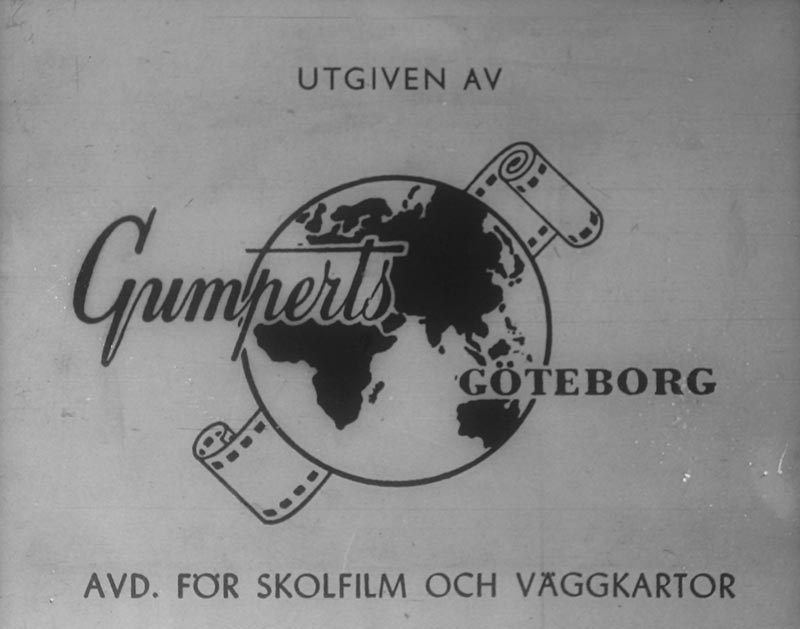 UTGIVEN AV
Gumperts
GÖTEBORG
AVD. FÖR SKOLFILM OCH VÄGGKARTOR